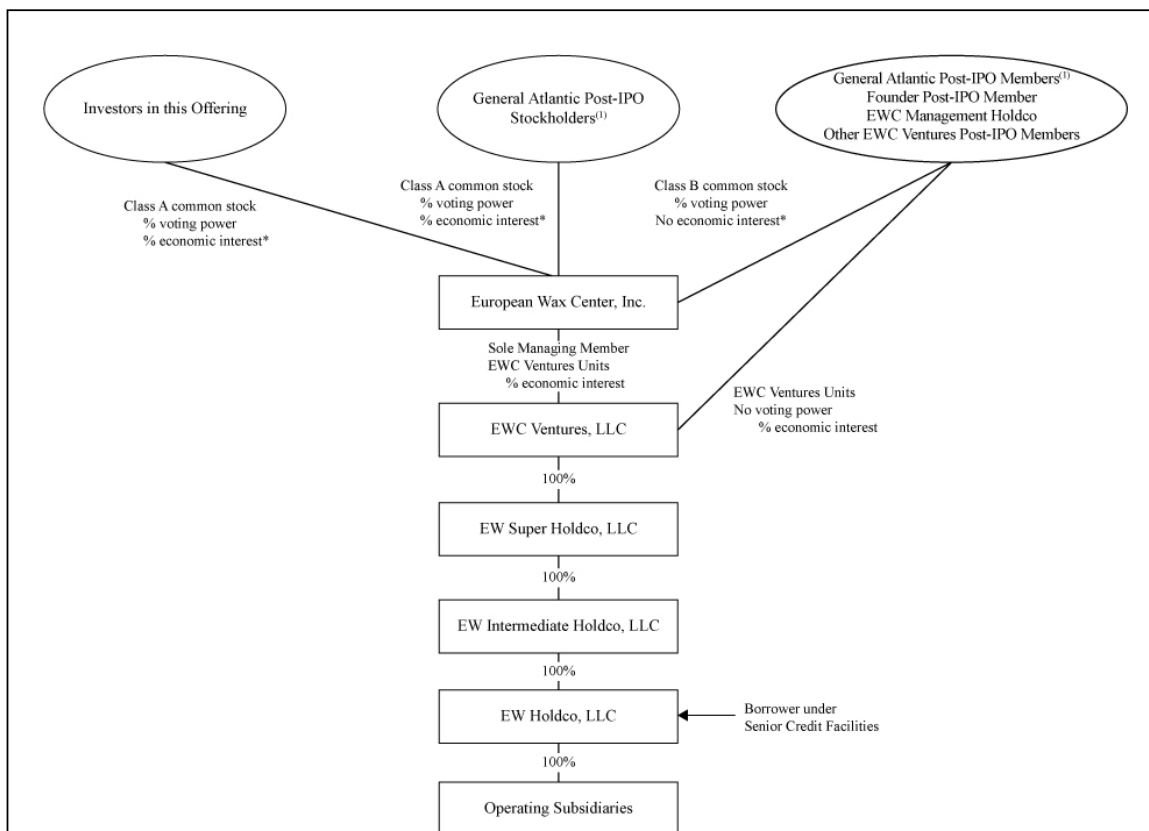 Investors in this Offering
General Atlantic Post-IPO
Stockholders(1)
General Atlantic Post-IPO Members(1)
Founder Post-IPO Member
EWC Management Holdco
Other EWC Ventures Post-IPO Members
Class A common stock
% voting power
% economic interest*
Class A common stock
% voting power
% economic interest*
Class B common stock
% voting power
No economic interest*
European Wax Center, Inc.
Sole Managing Member
EWC Ventures Units
% economic interest
EWC Ventures Units
No voting power
% economic interest
EWC Ventures, LLC
100%
EW Super Holdco, LLC
100%
EW Intermediate Holdco, LLC
100%
EW Holdco, LLC
Borrower under
Senior Credit Facilities
100%
Operating Subsidiaries